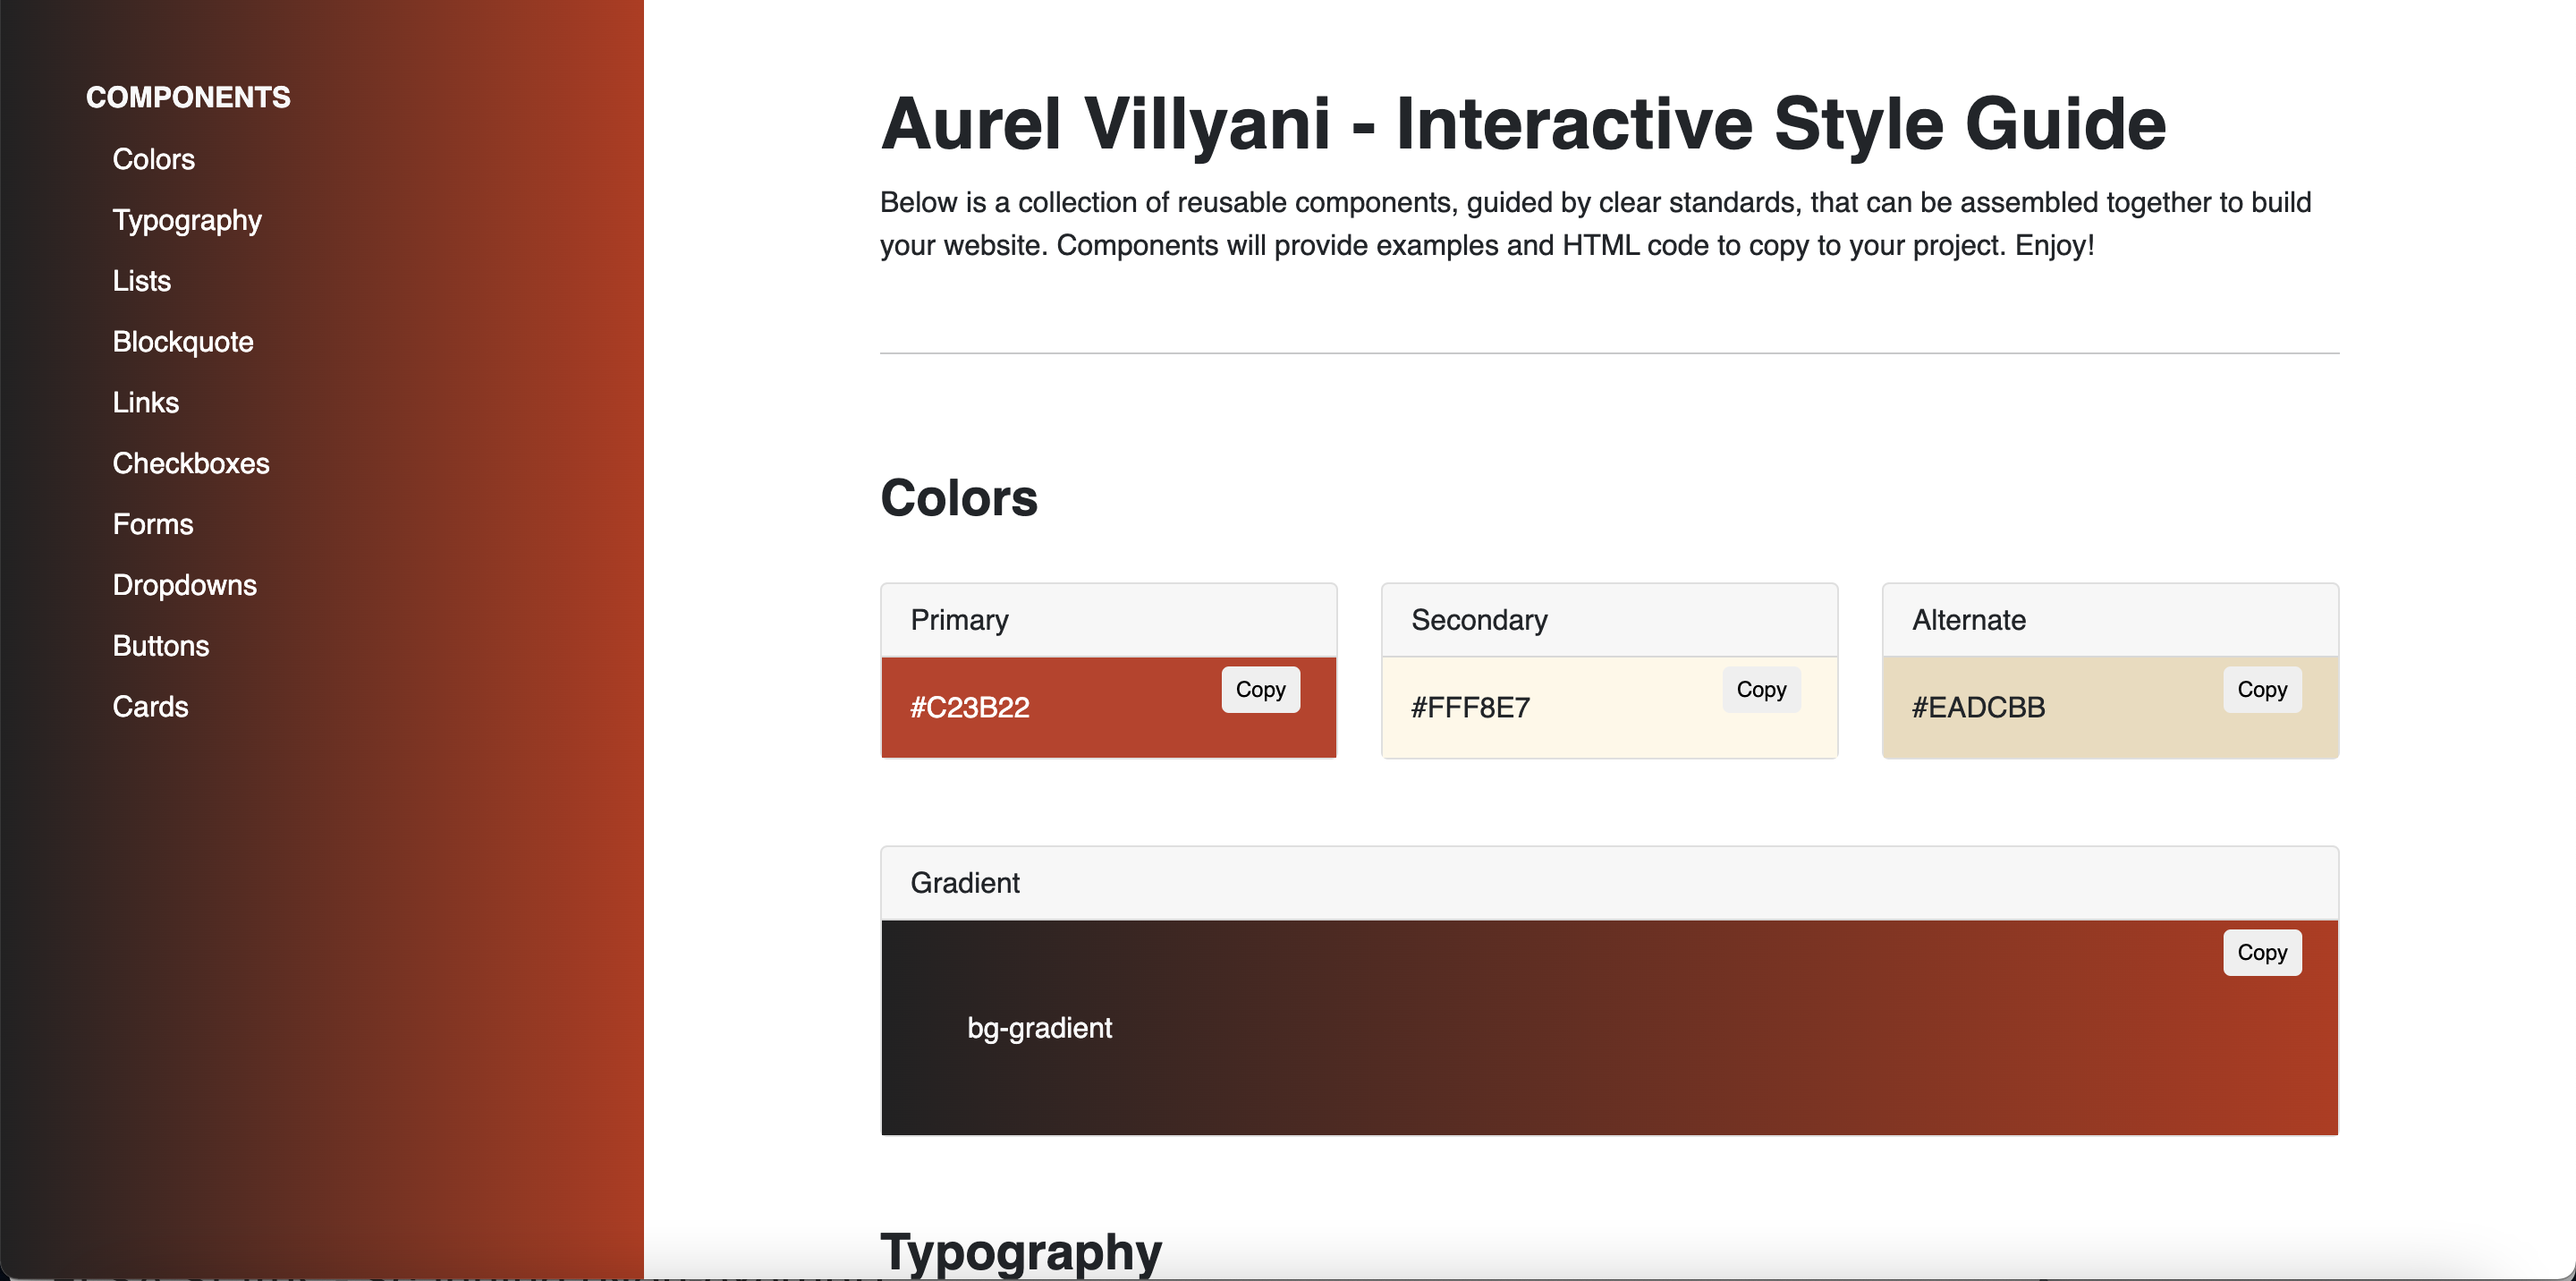 COMPONENTS
Colors
Typography
Lists
Blockquote
Links
Checkboxes
Forms
Dropdowns
Buttons
Cards
Aurel Villyani - Interactive Style Guide
Below is a collection of reusable components, guided by clear standards, that can be assembled together to build
your website. Components will provide examples and HTML code to copy to your project. Enjoy!
Colors
Primary
#C23B22
Copy
Secondary
#FFF8E7
Copy
Alternate
#EADCBB
Copy
Gradient
Copy
bg-gradient
Typography